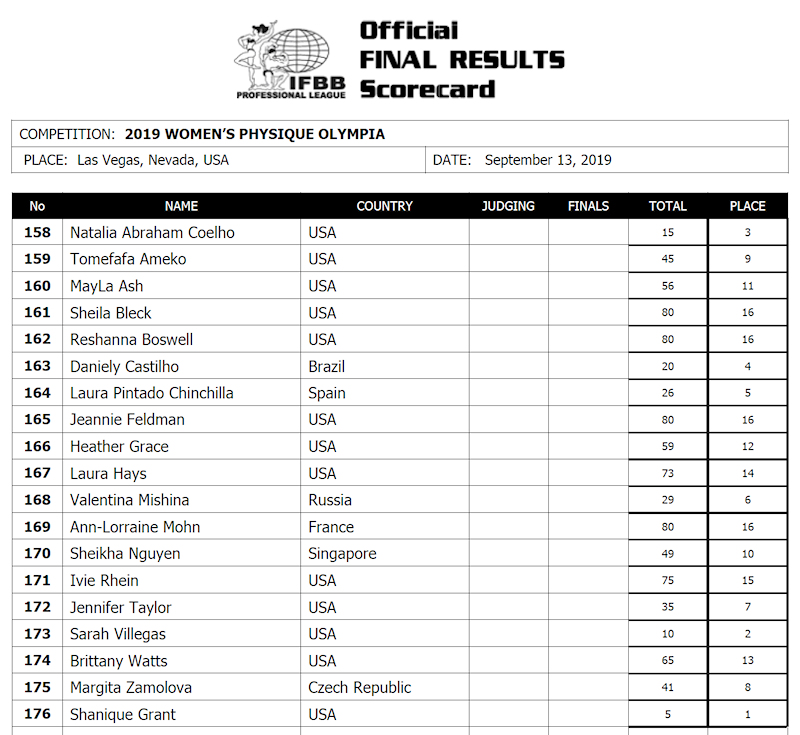 Official
FINAL RESULTS
Scorecard
IFBB
PROFESSIONAL LEAGUE
COMPETITION: 2019 WOMEN'S PHYSIQUE OLYMPIA
PLACE: Las Vegas, Nevada, USA DATE: September 13, 2019
No NAME COUNTRY JUDGING FINALS TOTAL PLACE
158 Natalia Abraham Coelho USA 15 3
159 Tomefafa Ameko USA 45 9
160 MayLa Ash USA 56 11
161 Sheila Bleck USA 80 16
162 Reshanna Boswell USA 80 16
163 Daniely Castilho Brazil 20 4
164 Laura Pintado Chinchilla Spain 26 5
165 Jeannie Feldman USA 80 16
166 Heather Grace USA 59 12
167 Laura Hays USA 73 14
168 Valentina Mishina Russia 29 6
169 Ann-Lorraine Mohn France 80 16
170 Sheikha Nguyen Singapore 49 10
171 Ivie Rhein USA 75 15
172 Jennifer Taylor USA 35 7
173 Sarah Villegas USA 10 2
174 Brittany Watts USA 65 13
175 Margita Zamolova Czech Republic 41 8
176 Shanique Grant USA 5 1